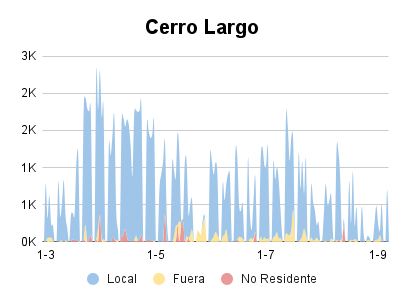 Cerro Largo
3K
2K
2K
1K
1K
0K
1-3 1-5 1-7 1-9
Local Fuera No Residente